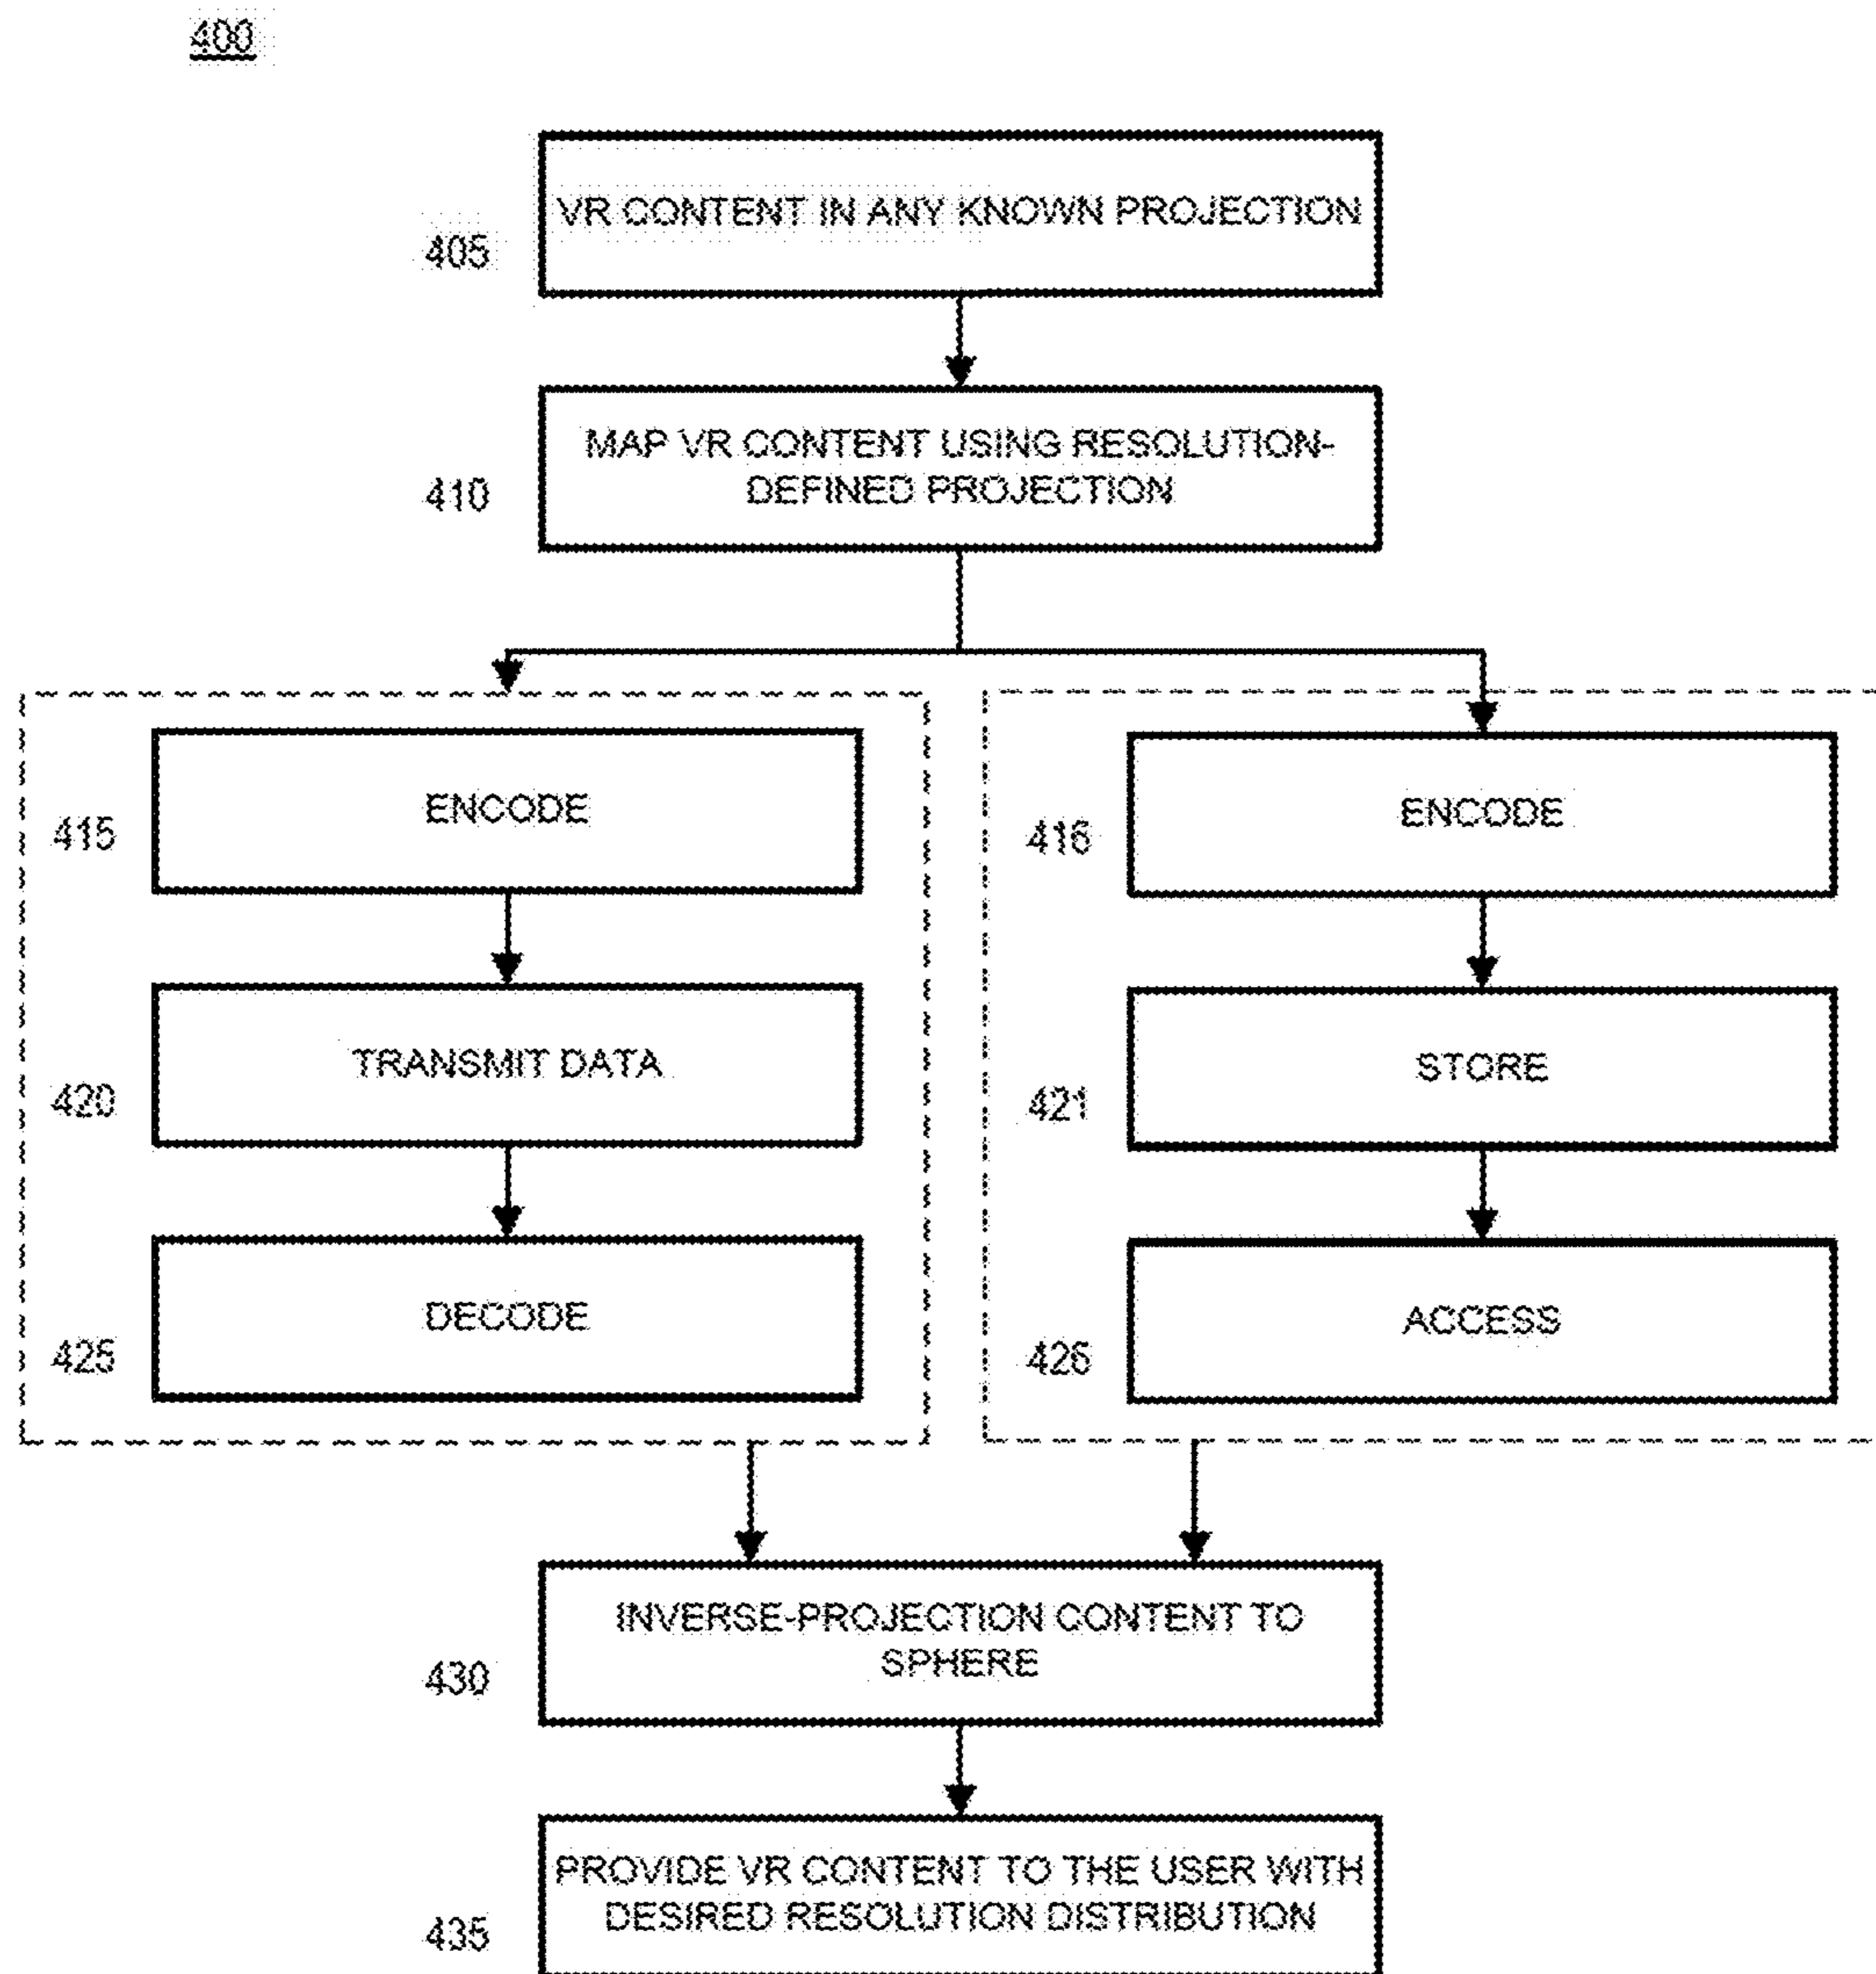 400
VR CONTENT IN ANY KNOWN PROJECTION
405
MAP VR CONTENT USING RESOLUTION-
DEFINED PROJECTION
410
ENCODE
415
ENCODE
416
TRANSMIT DATA
420
STORE
421
DECODE
425
ACCESS
426
INVERSE-PROJECTION CONTENT TO
SPHERE
430
PROVIDE VR CONTENT TO THE USER WITH
DESIRED RESOLUTION DISTRIBUTION
435